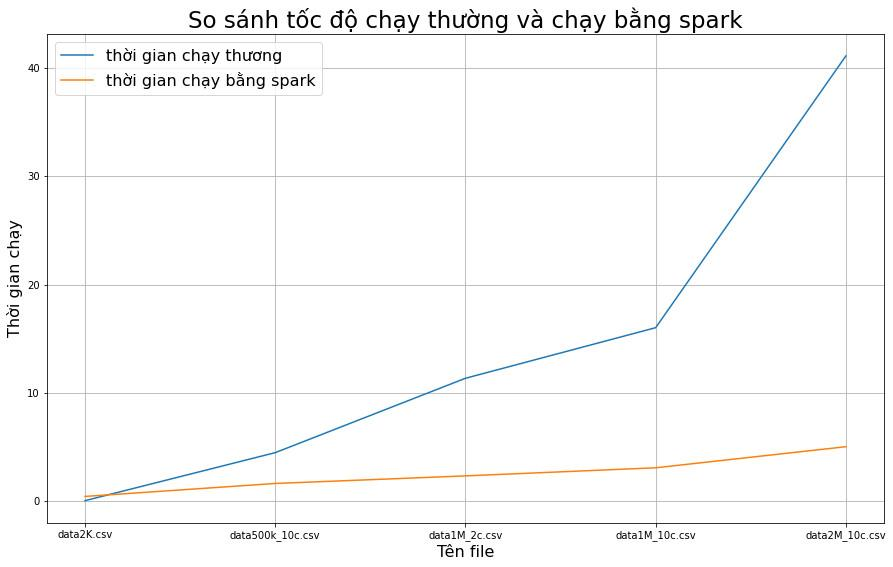 So sánh tốc độ chạy thường và chạy bằng spark
thời gian chạy thương
thời gian chạy bằng spark
Thời gian chạy
40
30
20
10
0
data2K.csv data500k_10c.csv data1M_2c.csv data1M_10c.csv data2M_10c.csv
Tên file